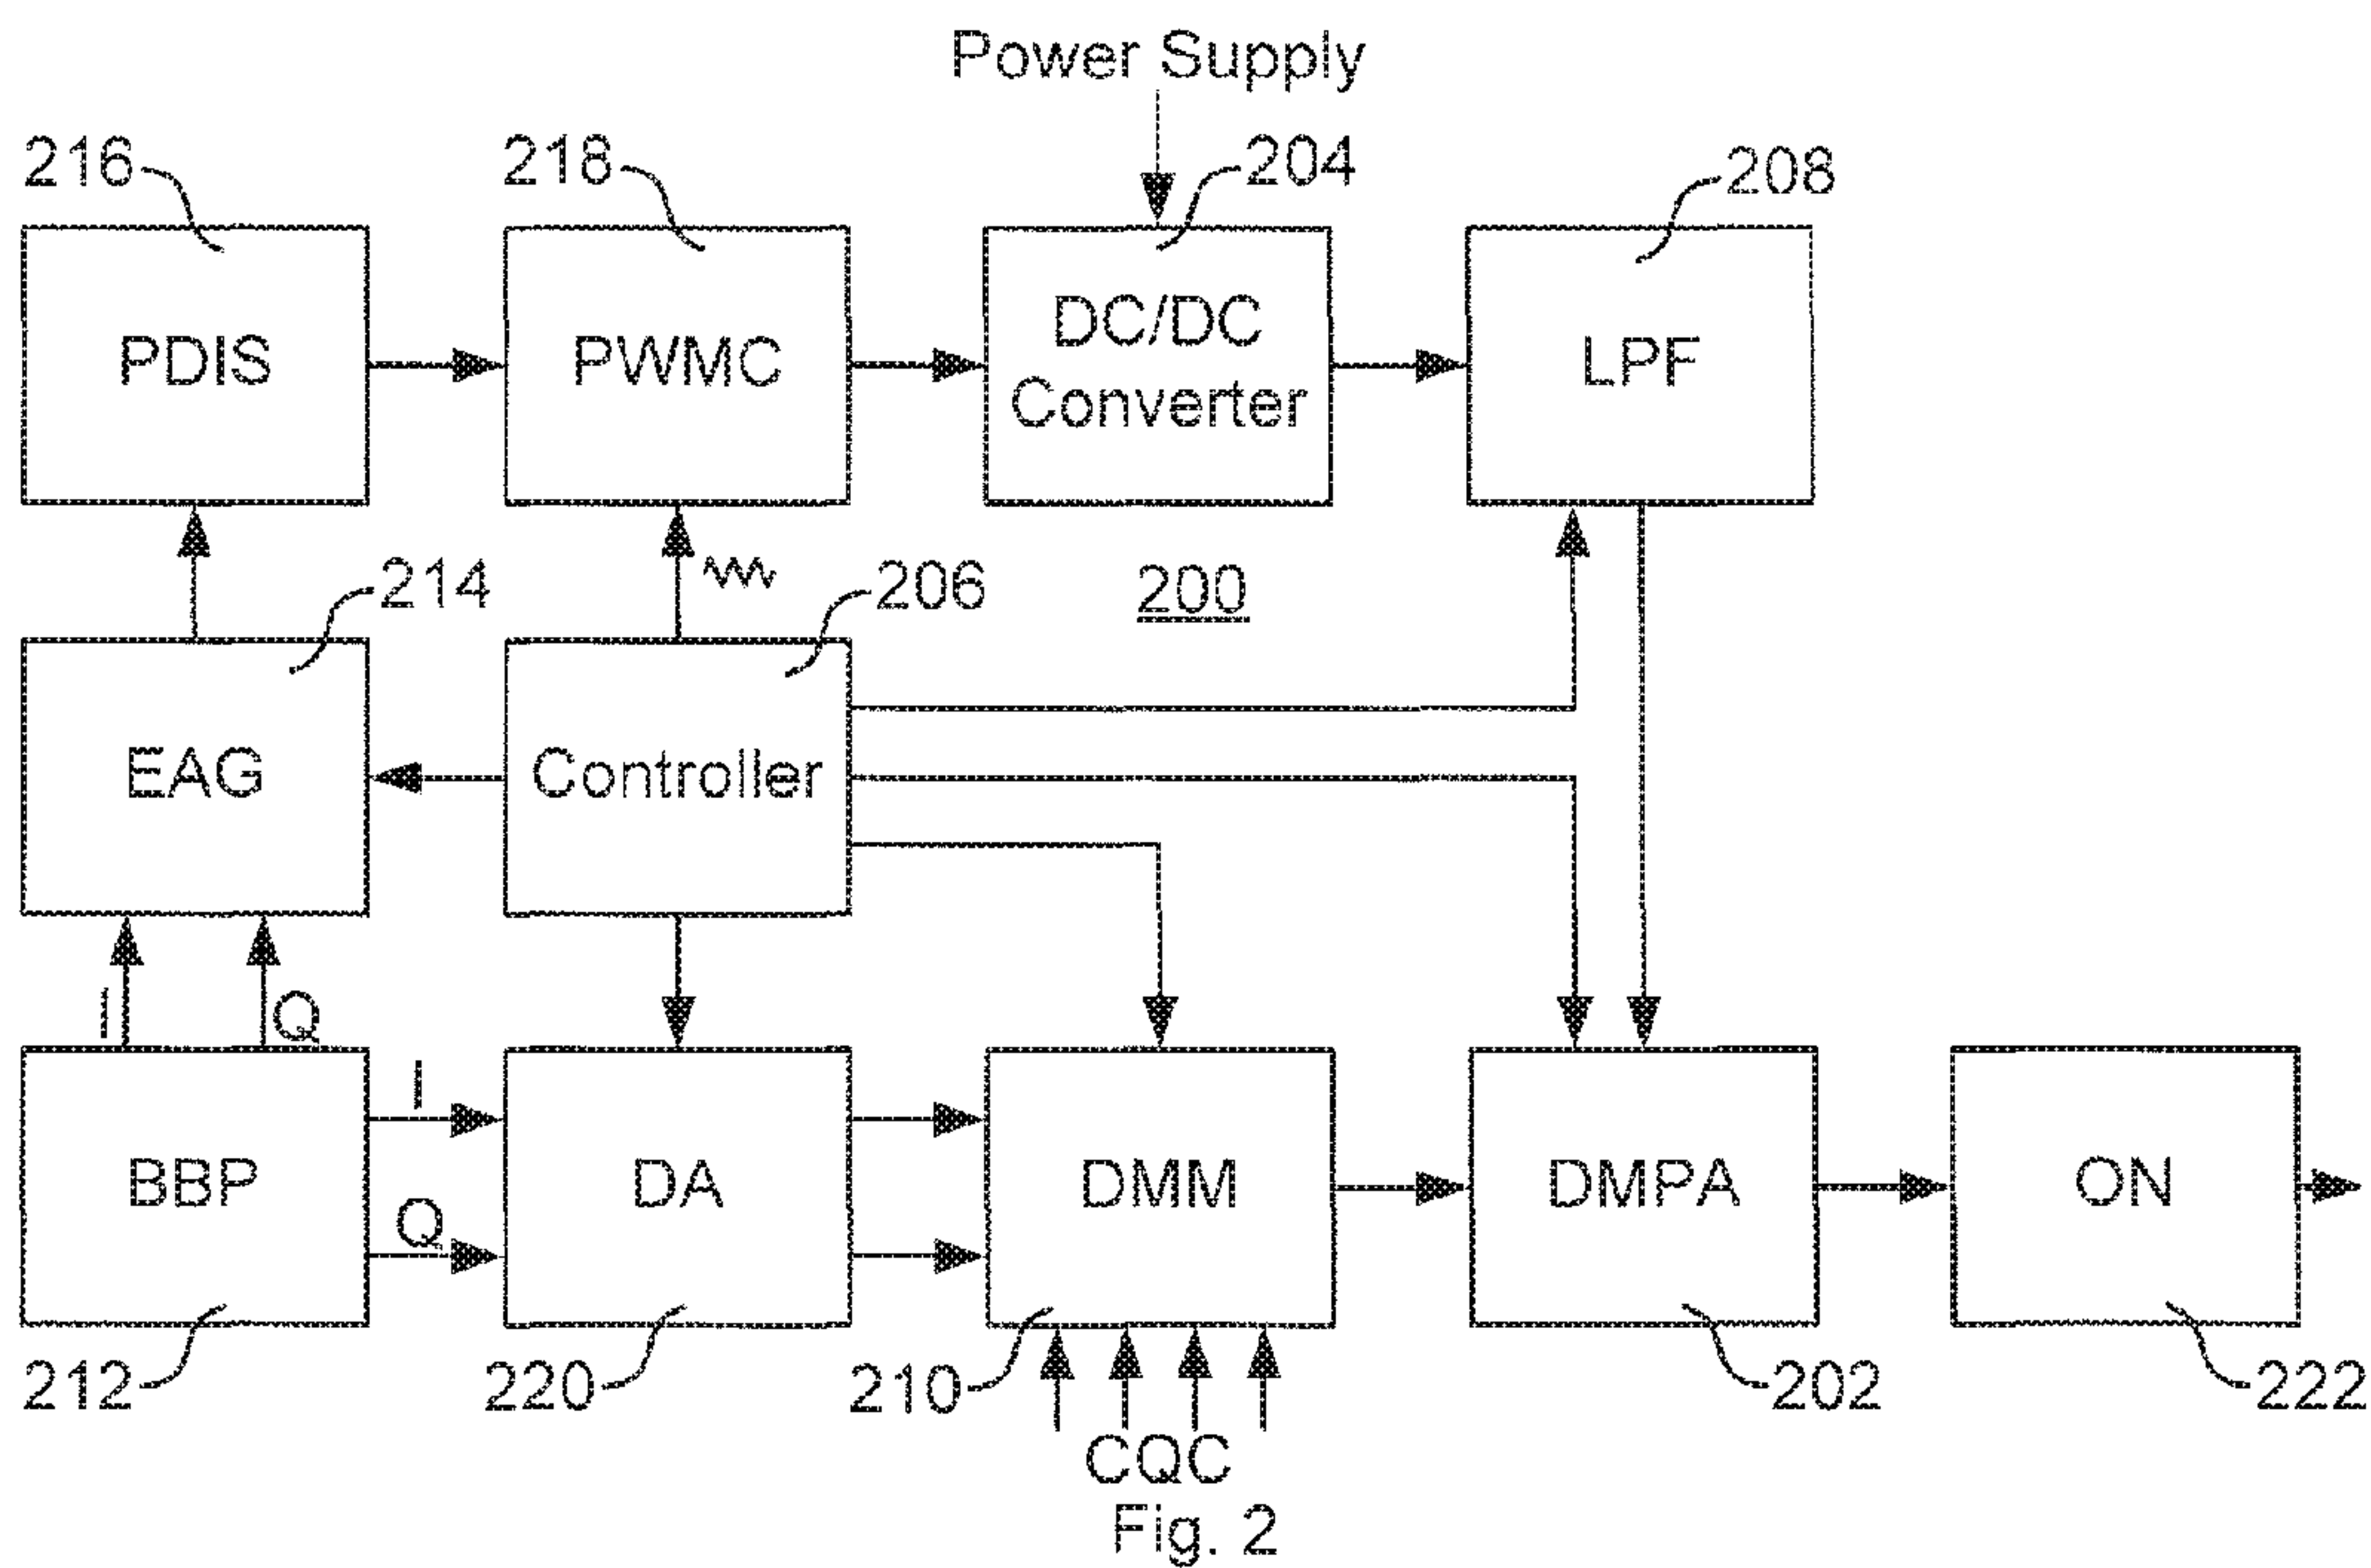 Power Supply
216
218
204
208
PDIS
PWMC
DC/DC
Converter
LPF
214
206
200
EAG
Controller
I
Q
I
Q
BBP
DA
DMM
DMPA
ON
212
220
210
202
222
CQC
Fig. 2